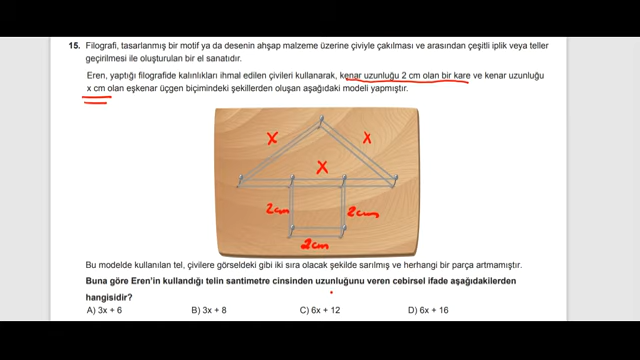 15. Filografi, tasarlanmış bir motif ya da desenin ahşap malzeme üzerine çiviyle çakılması ve arasından çeşitli iplik veya teller
geçirilmesi ile oluşturulan bir el sanatıdır.
Eren, yaptığı filografide kalınlıkları ihmal edilen çivileri kullanarak, kenar uzunluğu 2 cm olan bir kare ve kenar uzunluğu
x cm olan eşkenar üçgen biçimindeki şekillerden oluşan aşağıdaki modeli yapmıştır.
x x
x
2cm 2cm
2cm
Bu modelde kullanılan tel, çivilere görseldeki gibi iki sıra olacak şekilde sarılmış ve herhangi bir parça artmamıştır.
Buna göre Eren'in kullandığı telin santimetre cinsinden uzunluğunu veren cebirsel ifade aşağıdakilerden
hangisidir?
A) 3x + 6 B) 3x + 8 C) 6x + 12 D) 6x + 16